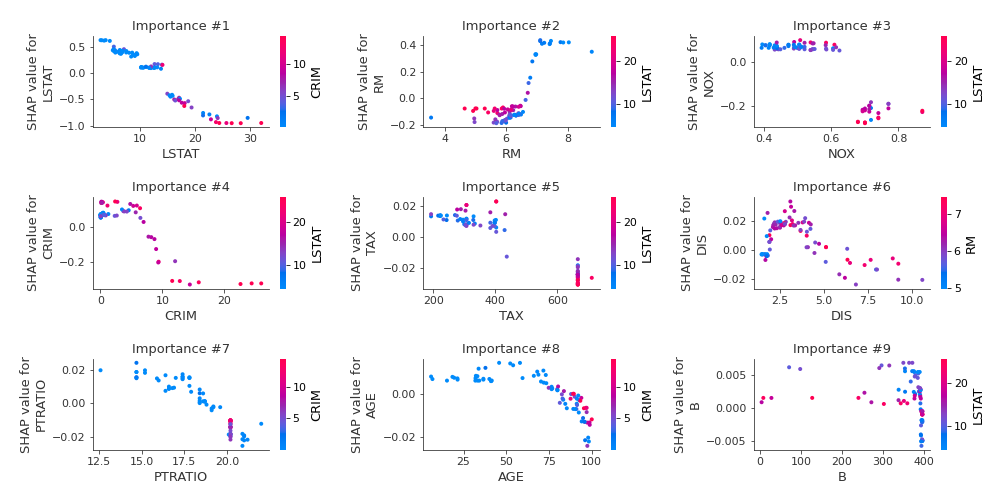 Importance #1
SHAP value for
LSTAT
0.5
0.0
−0.5
−1.0
10
20
30
LSTAT
10
5
CRIM
Importance #2
SHAP value for
RM
0.4
0.2
0.0
−0.2
4
6
8
RM
20
10
LSTAT
Importance #3
SHAP value for
NOX
0.0
−0.2
0.4
0.6
0.8
NOX
20
10
LSTAT
Importance #4
SHAP value for
CRIM
0.0
−0.2
0
10
20
CRIM
20
10
LSTAT
Importance #5
SHAP value for
TAX
0.02
0.00
−0.02
200
400
600
TAX
20
10
LSTAT
Importance #6
SHAP value for
DIS
0.02
0.00
−0.02
2.5
5.0
7.5
10.0
DIS
7
6
5
RM
Importance #7
SHAP value for
PTRATIO
0.02
0.00
−0.02
12.5
15.0
17.5
20.0
PTRATIO
10
5
CRIM
Importance #8
SHAP value for
AGE
0.00
−0.02
25
50
75
100
AGE
10
5
CRIM
Importance #9
SHAP value for
B
0.005
0.000
−0.005
0
100
200
300
400
B
20
10
LSTAT